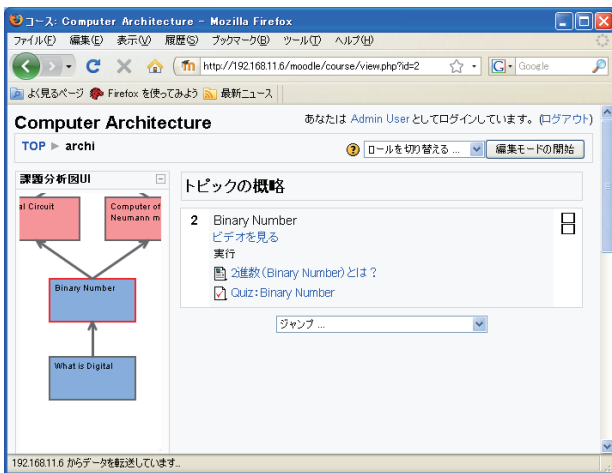 コース: Computer Architecture - Mozilla Firefox
ファイル(F) 編集(E) 表示(V) 履歴(S) ブックマーク(B) ツール(T) ヘルプ(H)
http://192.168.11.6/moodle/course/view.php?id=2
Google
よく見るページ Firefox を使ってみよう 最新ニュース
Computer Architecture
あなたは Admin User としてログインしています。(ログアウト)
TOP ► archi
ロールを切り替える ...
編集モードの開始
課題分析図UI
トピックの概略
al Circuit
Computer of
Neumann m
2 Binary Number
ビデオを見る
実行
2進数(Binary Number)とは?
Quiz:Binary Number
Binary Number
ジャンプ ...
What is Digital
192.168.11.6 からデータを転送しています...